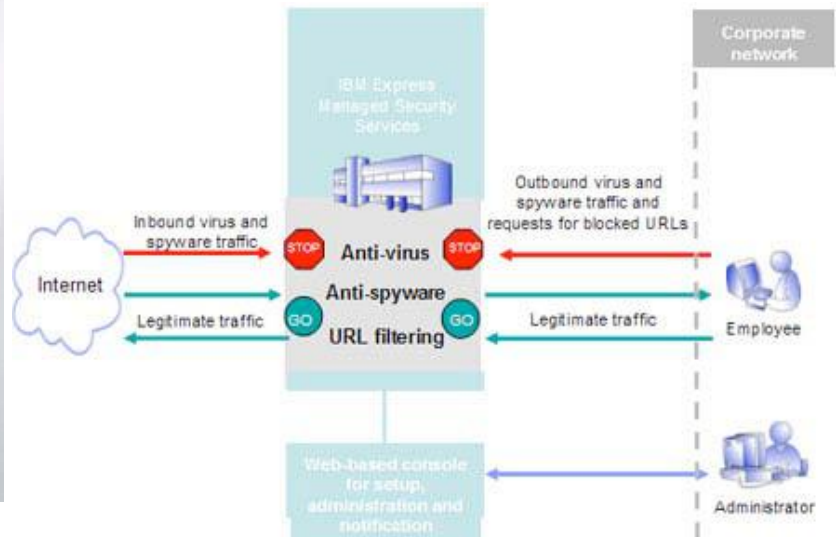 Corporate
network
IBM Express
Managed Security
Services
Outbound virus and
spyware traffic and
requests for blocked URLs
Inbound virus and
spyware traffic
STOP
Anti-virus
STOP
Internet
Anti-spyware
Legitimate traffic
GO
URL filtering
GO
Legitimate traffic
Employee
Web-based console
for setup,
administration and
notification
Administrator